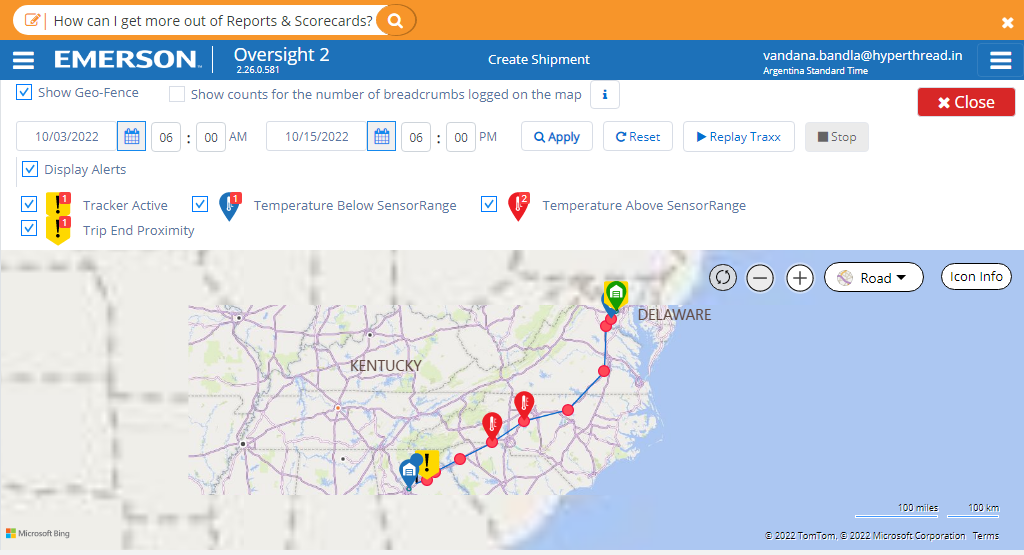 How can I get more out of Reports & Scorecards?
EMERSON
Oversight 2
2.26.0.581
Create Shipment
vandana.bandla@hyperthread.in
Argentina Standard Time
Show Geo-Fence
Show counts for the number of breadcrumbs logged on the map
i
Close
10/03/2022 06 : 00 AM 10/15/2022 06 : 00 PM Apply Reset Replay Traxx Stop
Display Alerts
! 1 Tracker Active 1 Temperature Below SensorRange 2 Temperature Above SensorRange
! 1 Trip End Proximity
Road Icon Info
DELAWARE
KENTUCKY
!
100 miles 100 km
Microsoft Bing
© 2022 TomTom, © 2022 Microsoft Corporation Terms